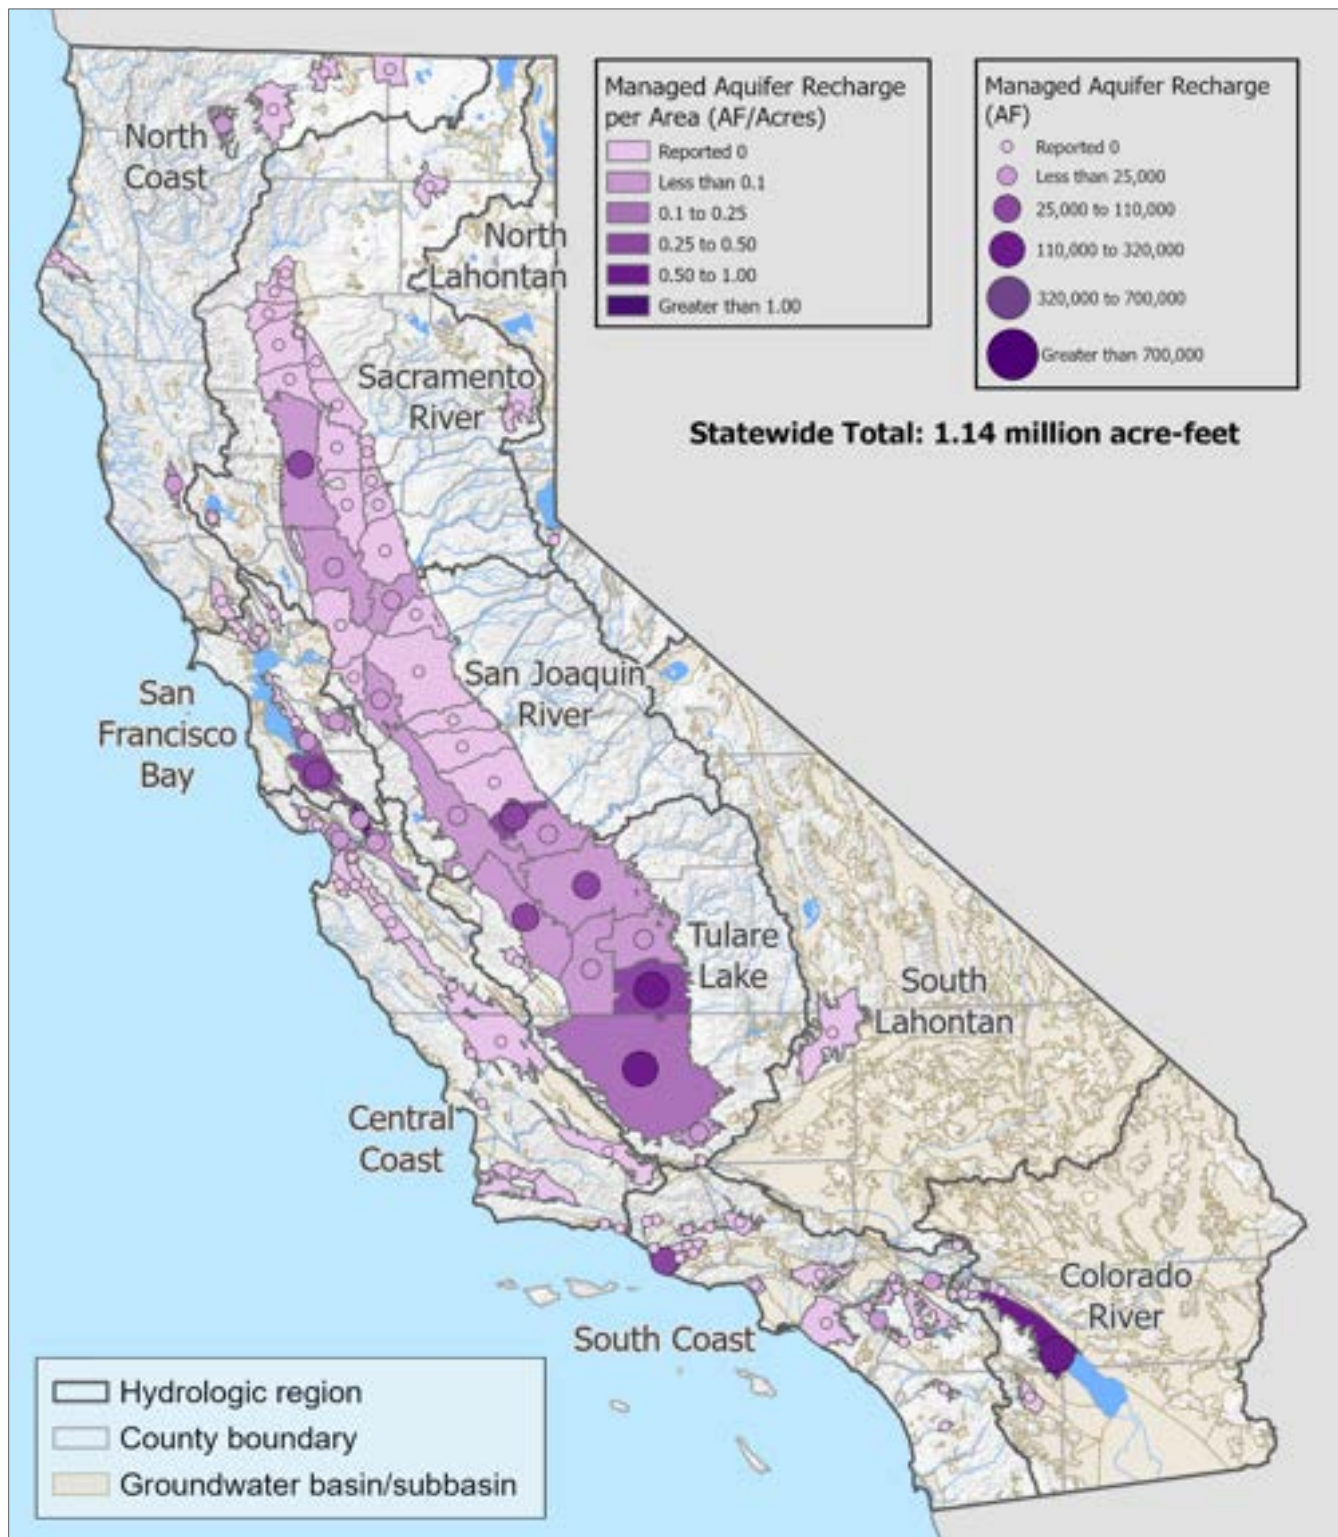 Managed Aquifer Recharge
per Area (AF/Acres)
Reported 0
Less than 0.1
0.1 to 0.25
0.25 to 0.50
0.50 to 1.00
Greater than 1.00
Managed Aquifer Recharge
(AF)
Reported 0
Less than 25,000
25,000 to 110,000
110,000 to 320,000
320,000 to 700,000
Greater than 700,000
Statewide Total: 1.14 million acre-feet
North
Coast
North
Lahontan
Sacramento
River
San Joaquin
River
San
Francisco
Bay
Tulare
Lake
South
Lahontan
Central
Coast
Colorado
River
South Coast
Hydrologic region
County boundary
Groundwater basin/subbasin